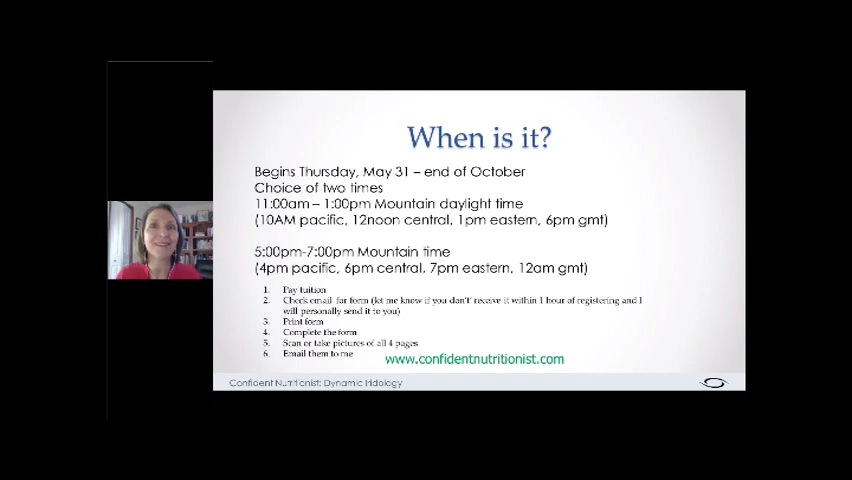 When is it?
Begins Thursday, May 31 – end of October
Choice of two times
11:00am – 1:00pm Mountain daylight time
(10AM pacific, 12noon central, 1pm eastern, 6pm gmt)
5:00pm-7:00pm Mountain time
(4pm pacific, 6pm central, 7pm eastern, 12am gmt)
1. Pay tuition
2. Check email for form (let me know if you don't' receive it within 1 hour of registering and I
will personally send it to you)
3. Print form
4. Complete the form
5. Scan or take pictures of all 4 pages
6. Email them to me
www.confidentnutritionist.com
Confident Nutritionist: Dynamic Iridology